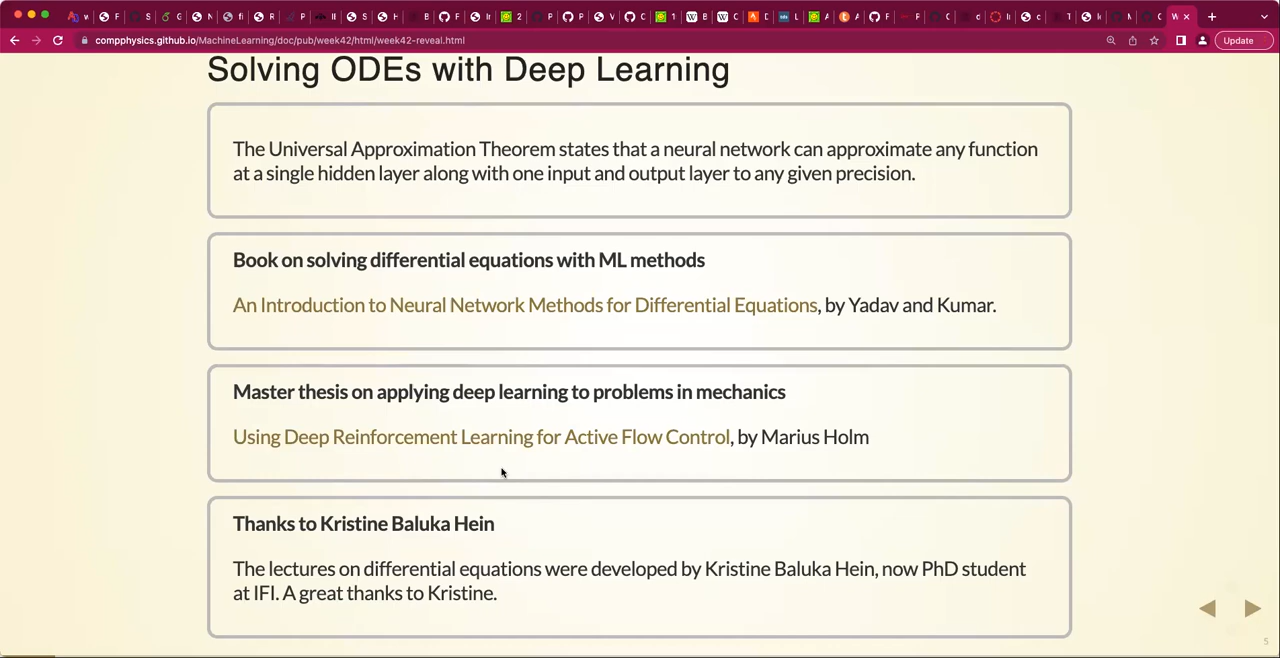 compphysics.github.io/MachineLearning/doc/pub/week42/html/week42-reveal.html
Update
Solving ODEs with Deep Learning
The Universal Approximation Theorem states that a neural network can approximate any function
at a single hidden layer along with one input and output layer to any given precision.
Book on solving differential equations with ML methods
An Introduction to Neural Network Methods for Differential Equations, by Yadav and Kumar.
Master thesis on applying deep learning to problems in mechanics
Using Deep Reinforcement Learning for Active Flow Control, by Marius Holm
Thanks to Kristine Baluka Hein
The lectures on differential equations were developed by Kristine Baluka Hein, now PhD student
at IFI. A great thanks to Kristine.
5